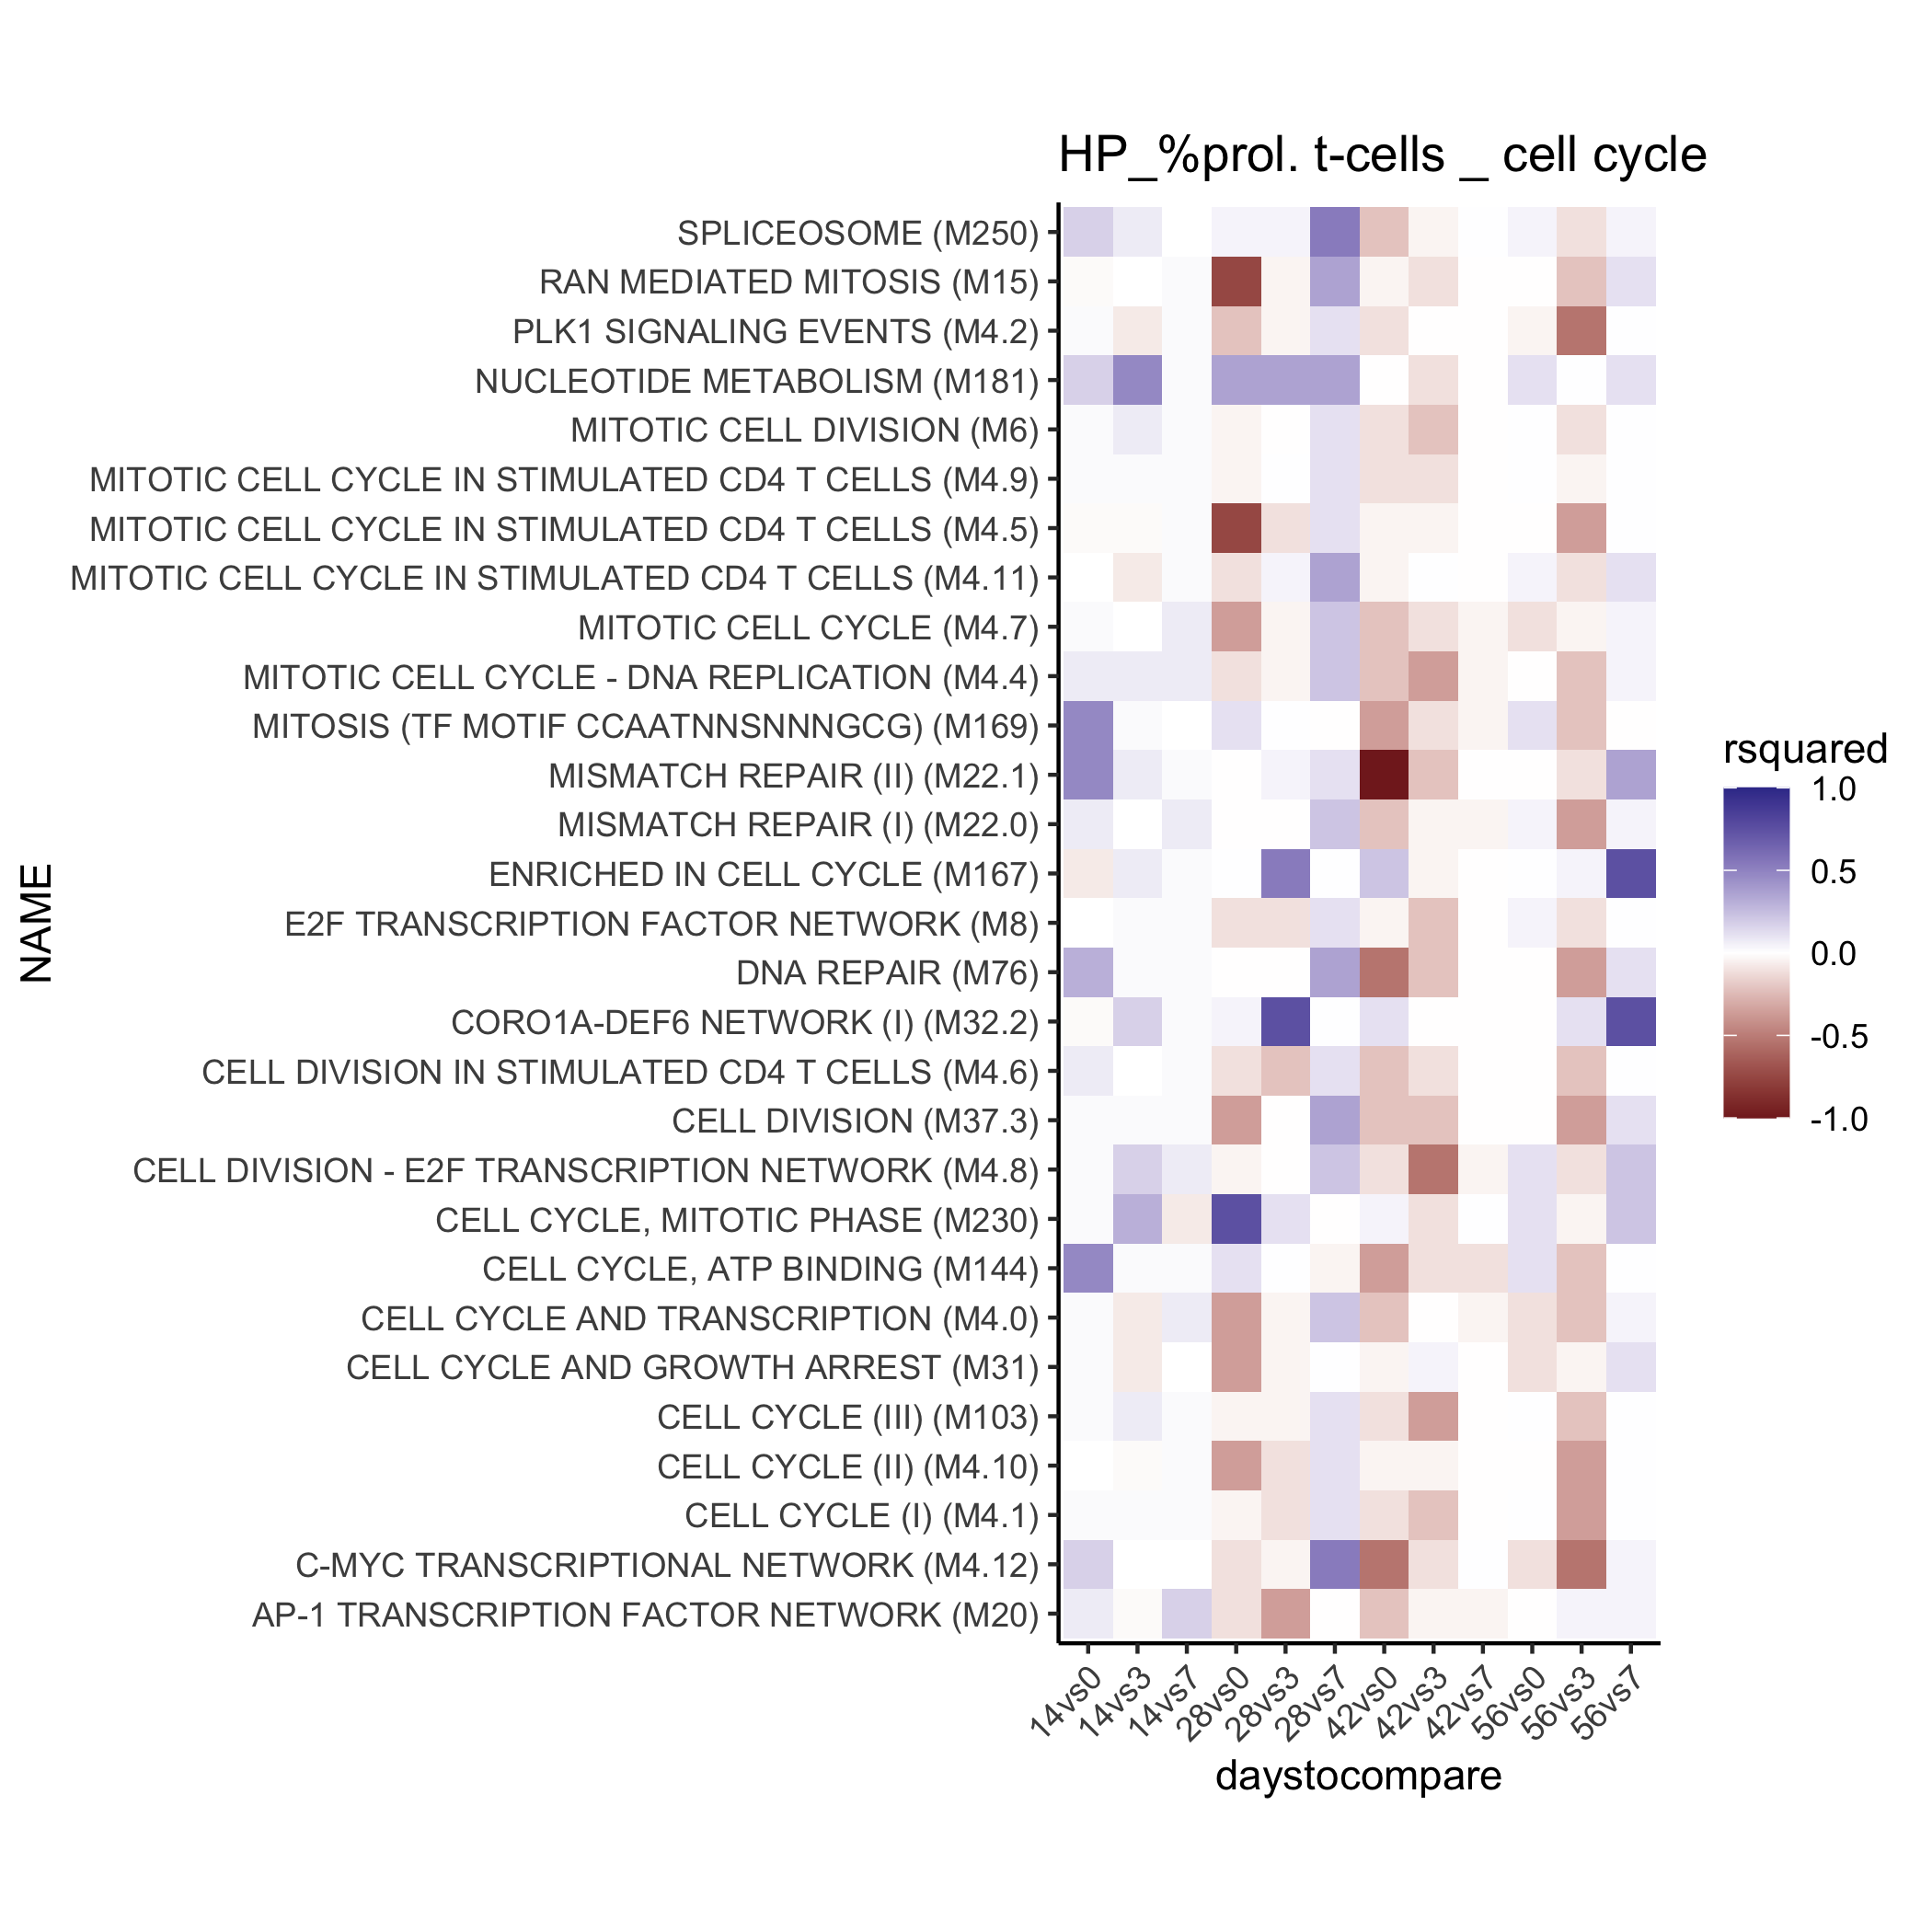 HP_%prol. t-cells _ cell cycle
SPLICEOSOME (M250)
RAN MEDIATED MITOSIS (M15)
PLK1 SIGNALING EVENTS (M4.2)
NUCLEOTIDE METABOLISM (M181)
MITOTIC CELL DIVISION (M6)
MITOTIC CELL CYCLE IN STIMULATED CD4 T CELLS (M4.9)
MITOTIC CELL CYCLE IN STIMULATED CD4 T CELLS (M4.5)
MITOTIC CELL CYCLE IN STIMULATED CD4 T CELLS (M4.11)
MITOTIC CELL CYCLE (M4.7)
MITOTIC CELL CYCLE - DNA REPLICATION (M4.4)
MITOSIS (TF MOTIF CCAATNNSNNNGCG) (M169)
MISMATCH REPAIR (II) (M22.1)
MISMATCH REPAIR (I) (M22.0)
ENRICHED IN CELL CYCLE (M167)
E2F TRANSCRIPTION FACTOR NETWORK (M8)
DNA REPAIR (M76)
CORO1A-DEF6 NETWORK (I) (M32.2)
CELL DIVISION IN STIMULATED CD4 T CELLS (M4.6)
CELL DIVISION (M37.3)
CELL DIVISION - E2F TRANSCRIPTION NETWORK (M4.8)
CELL CYCLE, MITOTIC PHASE (M230)
CELL CYCLE, ATP BINDING (M144)
CELL CYCLE AND TRANSCRIPTION (M4.0)
CELL CYCLE AND GROWTH ARREST (M31)
CELL CYCLE (III) (M103)
CELL CYCLE (II) (M4.10)
CELL CYCLE (I) (M4.1)
C-MYC TRANSCRIPTIONAL NETWORK (M4.12)
AP-1 TRANSCRIPTION FACTOR NETWORK (M20)
NAME
14vs0 14vs3 14vs7 28vs0 28vs3 28vs7 42vs0 42vs3 42vs7 56vs0 56vs3 56vs7
daystocompare
rsquared
1.0
0.5
0.0
-0.5
-1.0